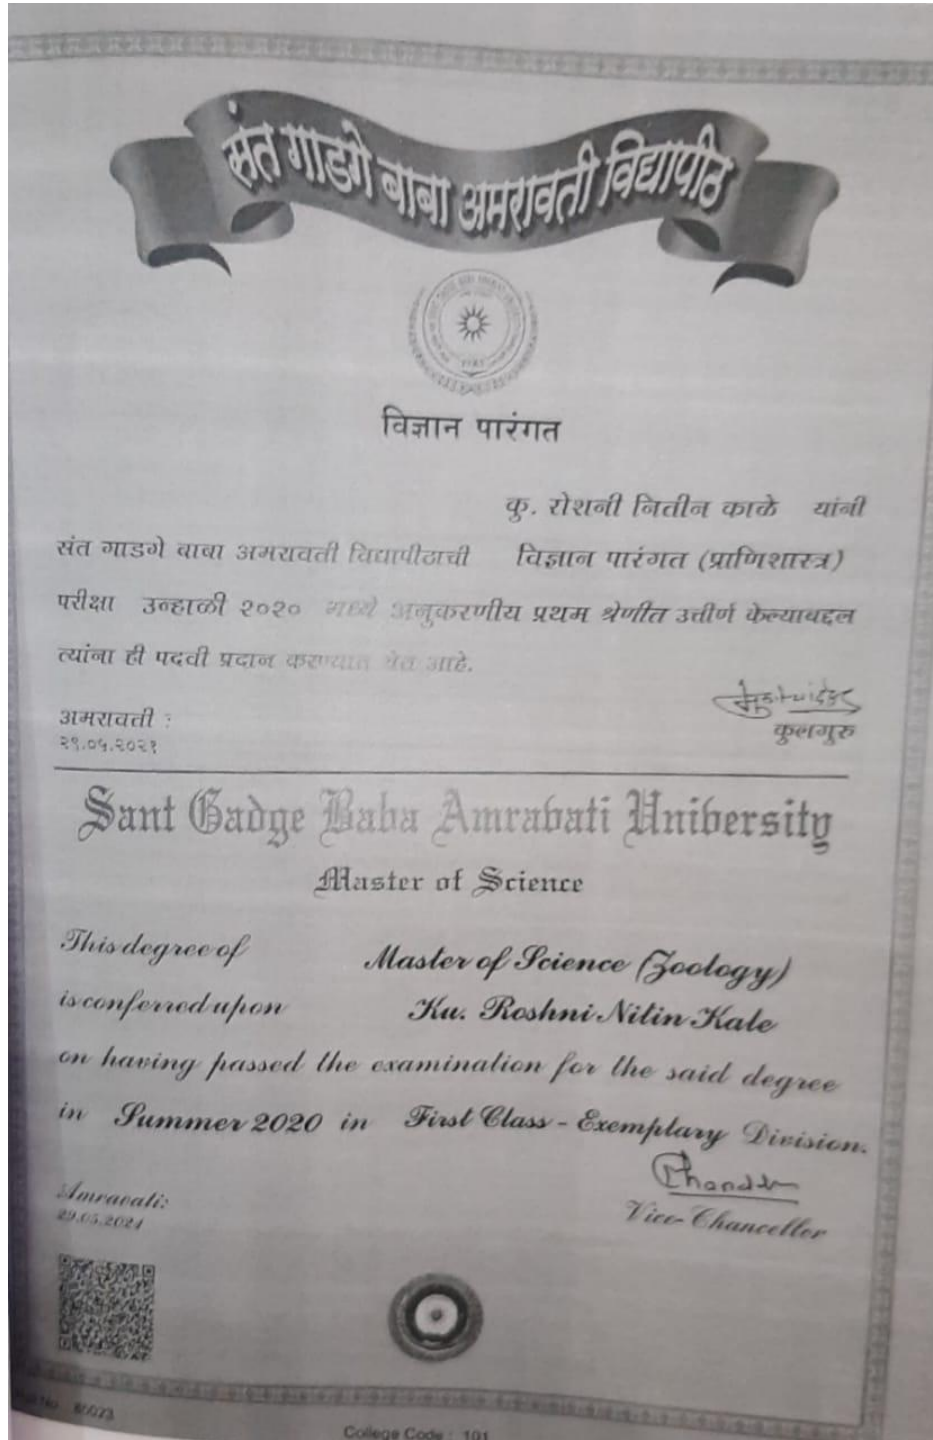 संत गाडगे बाबा अमरावती विद्यापीठ
विज्ञान पारंगत
कु. रोशनी नितीन काळे यांनी
संत गाडगे बाबा अमरावती विद्यापीठाची विज्ञान पारंगत (प्राणिशास्त्र)
परीक्षा उन्हाळी २०२० मध्ये अनुकरणीय प्रथम श्रेणीत उत्तीर्ण केल्याबद्दल
त्यांना ही पदवी प्रदान करण्यात येत आहे.
अमरावती :
२९.०५.२०२१
कुलगुरु
Sant Gadge Baba Amravati University
Master of Science
This degree of Master of Science (Zoology)
is conferred upon Ku. Roshni Nitin Kale
on having passed the examination for the said degree
in Summer 2020 in First Class - Exemplary Division.
Amravati:
29.05.2021
Vice-Chancellor
College Code : 101